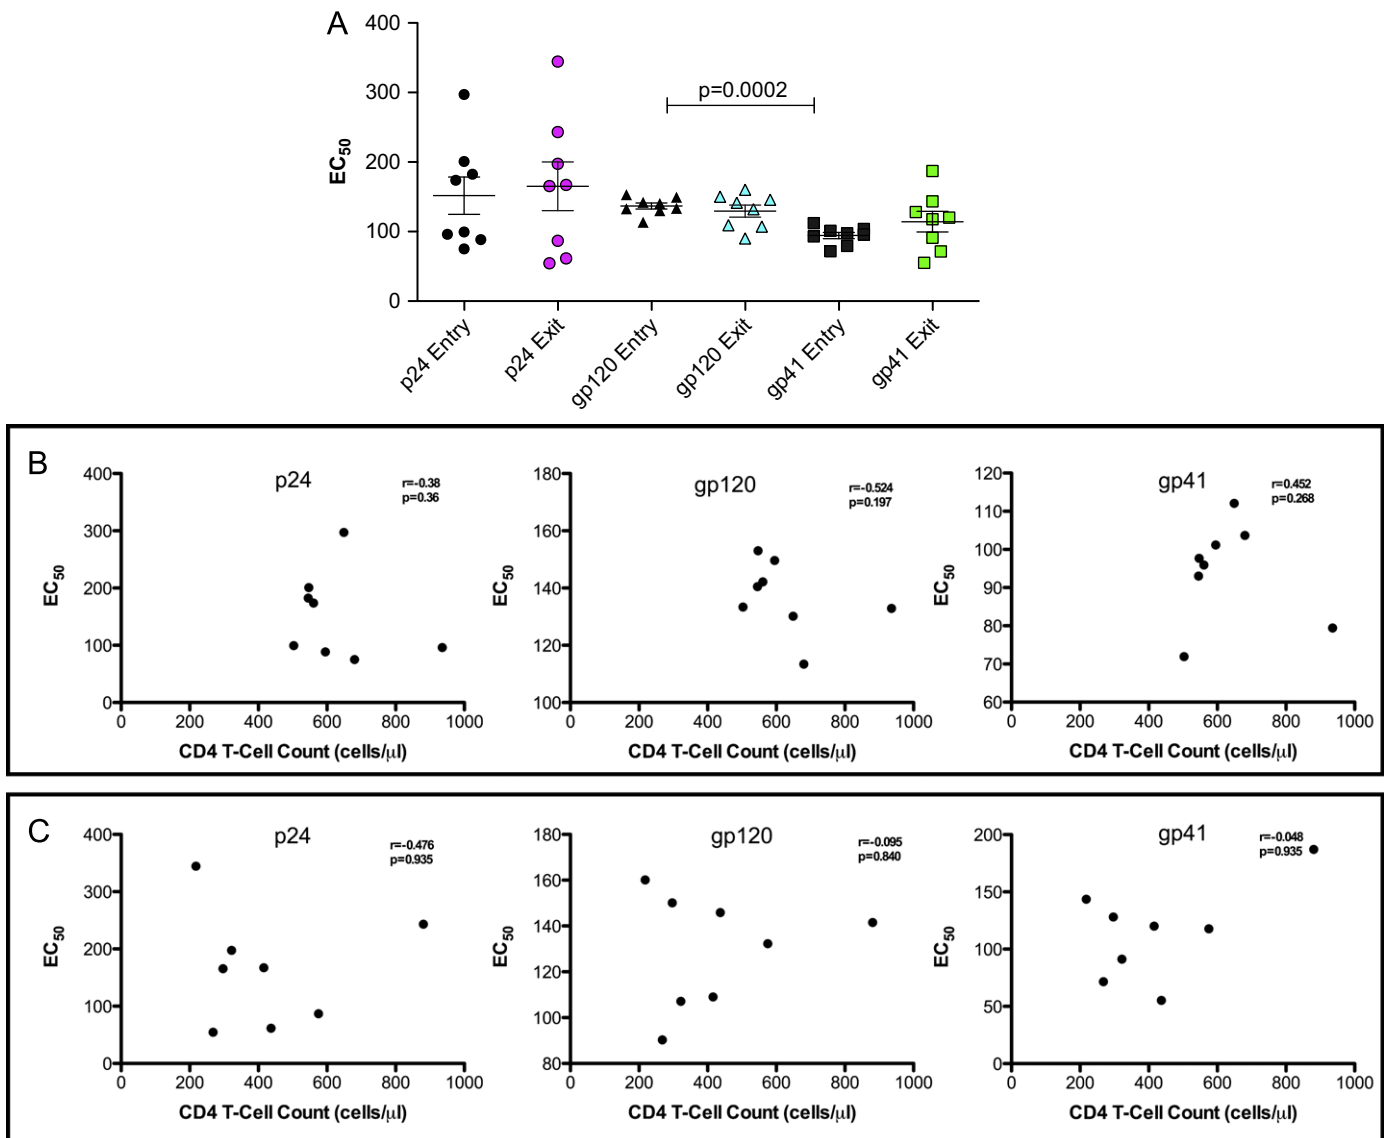 A
400
300
200
100
0
EC50
p=0.0002
p24 Entry
p24 Exit
gp120 Entry
gp120 Exit
gp41 Entry
gp41 Exit
B
p24
r=-0.38
p=0.36
400
300
200
100
0
EC50
0 200 400 600 800 1000
CD4 T-Cell Count (cells/μl)
gp120
r=-0.524
p=0.197
180
160
140
120
100
EC50
0 200 400 600 800 1000
CD4 T-Cell Count (cells/μl)
gp41
r=0.452
p=0.268
120
110
100
90
80
70
60
EC50
0 200 400 600 800 1000
CD4 T-Cell Count (cells/μl)
C
p24
r=-0.476
p=0.935
400
300
200
100
0
EC50
0 200 400 600 800 1000
CD4 T-Cell Count (cells/μl)
gp120
r=-0.095
p=0.840
180
160
140
120
100
80
EC50
0 200 400 600 800 1000
CD4 T-Cell Count (cells/μl)
gp41
r=-0.048
p=0.935
200
150
100
50
0
EC50
0 200 400 600 800 1000
CD4 T-Cell Count (cells/μl)